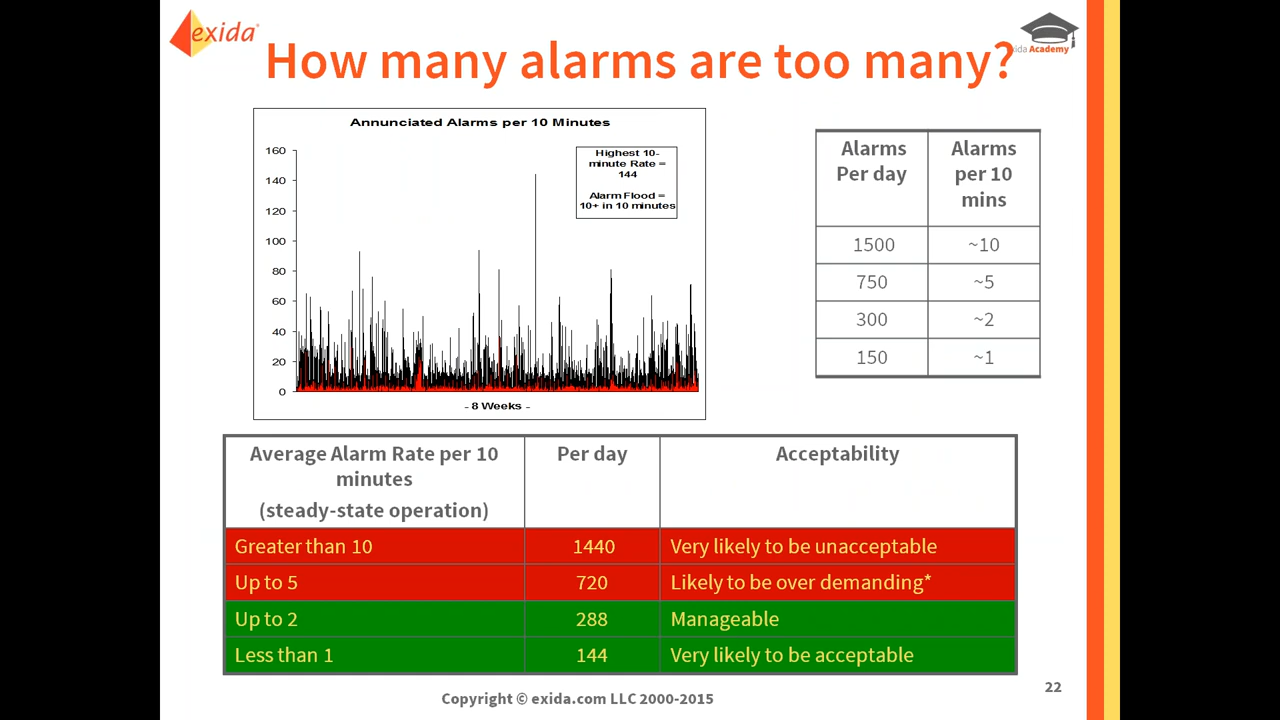 exida
ida Academy
How many alarms are too many?
Annunciated Alarms per 10 Minutes
160
140
120
100
80
60
40
20
0
Highest 10-
minute Rate =
144
Alarm Flood =
10+ in 10 minutes
- 8 Weeks -
Alarms Per day | Alarms per 10 mins
1500 ~10
750 ~5
300 ~2
150 ~1
Average Alarm Rate per 10 minutes (steady-state operation) | Per day | Acceptability
Greater than 10 1440 Very likely to be unacceptable
Up to 5 720 Likely to be over demanding*
Up to 2 288 Manageable
Less than 1 144 Very likely to be acceptable
Copyright © exida.com LLC 2000-2015
22